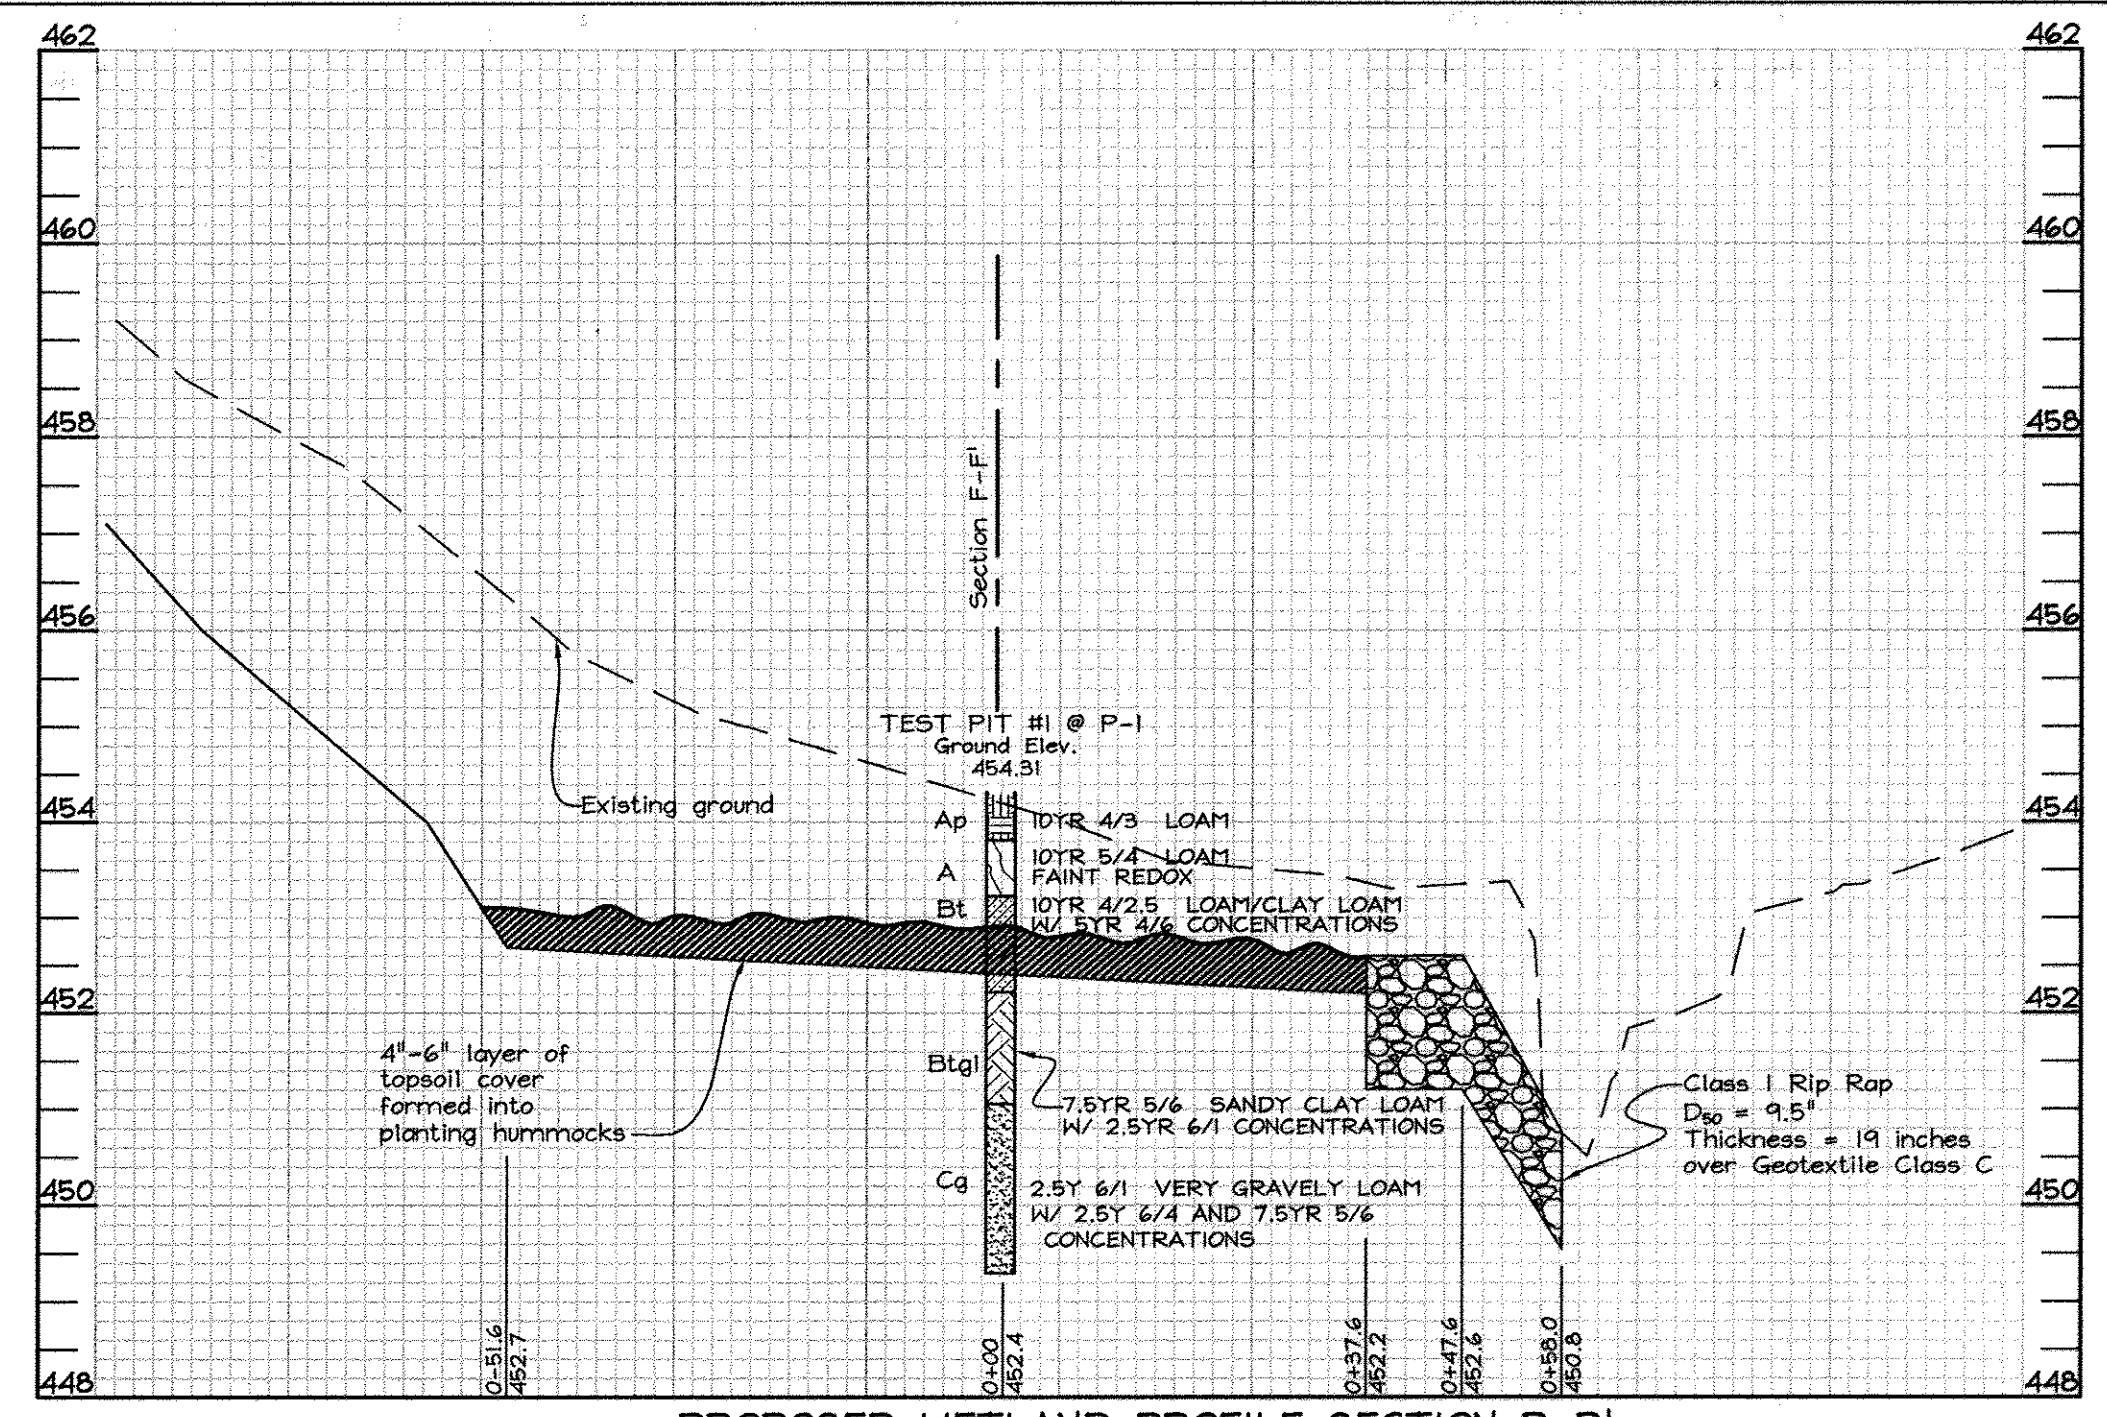 462
462
460
460
458
458
456
456
454
454
452
452
450
450
448
448
Section F-F'
TEST PIT #1 @ P-1
Ground Elev.
454.31
Existing ground
Ap
10YR 4/3 LOAM
A
10YR 5/4 LOAM
FAINT REDOX
Bt
10YR 4/2.5 LOAM/CLAY LOAM
W/ 5YR 4/6 CONCENTRATIONS
4"-6" layer of
topsoil cover
formed into
planting hummocks
Btg1
7.5YR 5/6 SANDY CLAY LOAM
W/ 2.5YR 6/1 CONCENTRATIONS
Cg
2.5Y 6/1 VERY GRAVELY LOAM
W/ 2.5Y 6/4 AND 7.5YR 5/6
CONCENTRATIONS
Class 1 Rip Rap
D50 = 9.5"
Thickness = 19 inches
over Geotextile Class C
0-51.6
452.7
0+00
452.4
0+37.6
452.2
0+47.6
452.6
0+58.0
450.8
PROPOSED WETLAND PROFILE SECTION